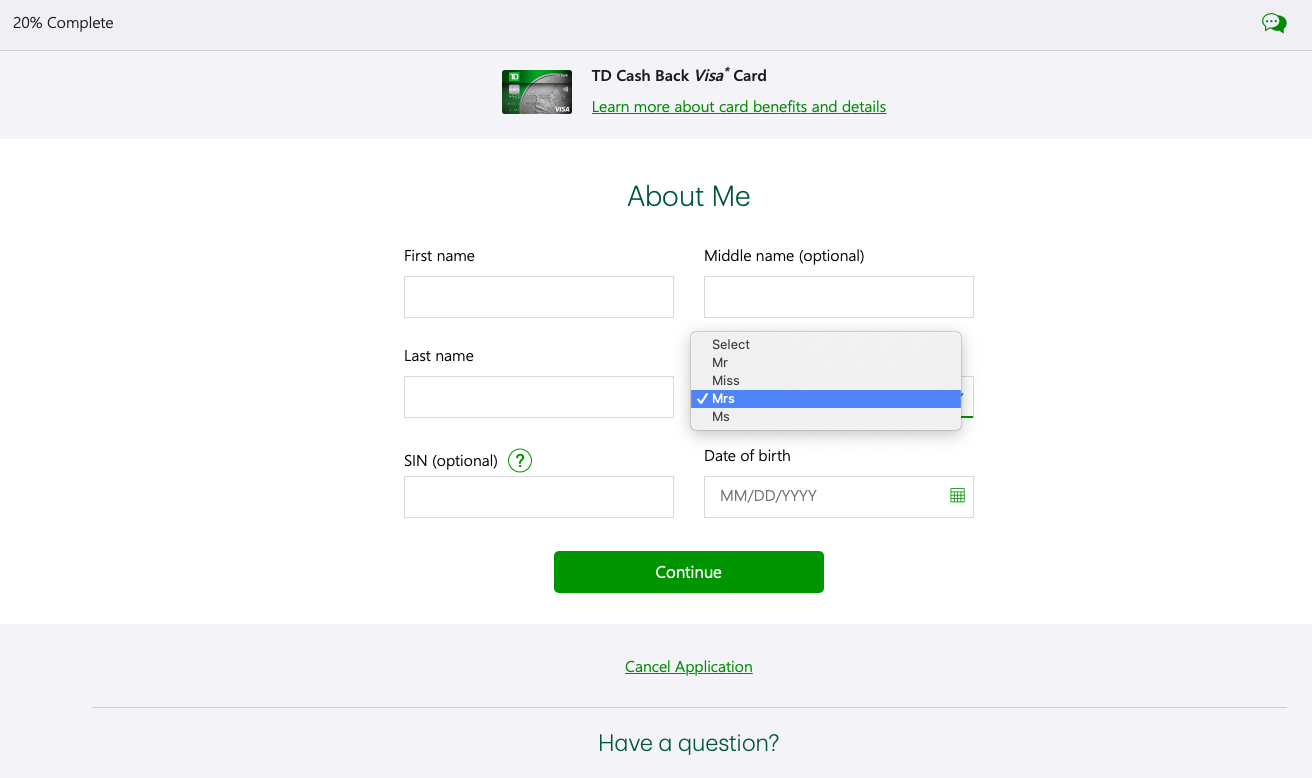 20% Complete
TD Cash Back Visa* Card
Learn more about card benefits and details
TD
VISA
About Me
First name
Middle name (optional)
Last name
Select
Mr
Miss
✓ Mrs
Ms
SIN (optional) ?
Date of birth
MM/DD/YYYY
Continue
Cancel Application
Have a question?